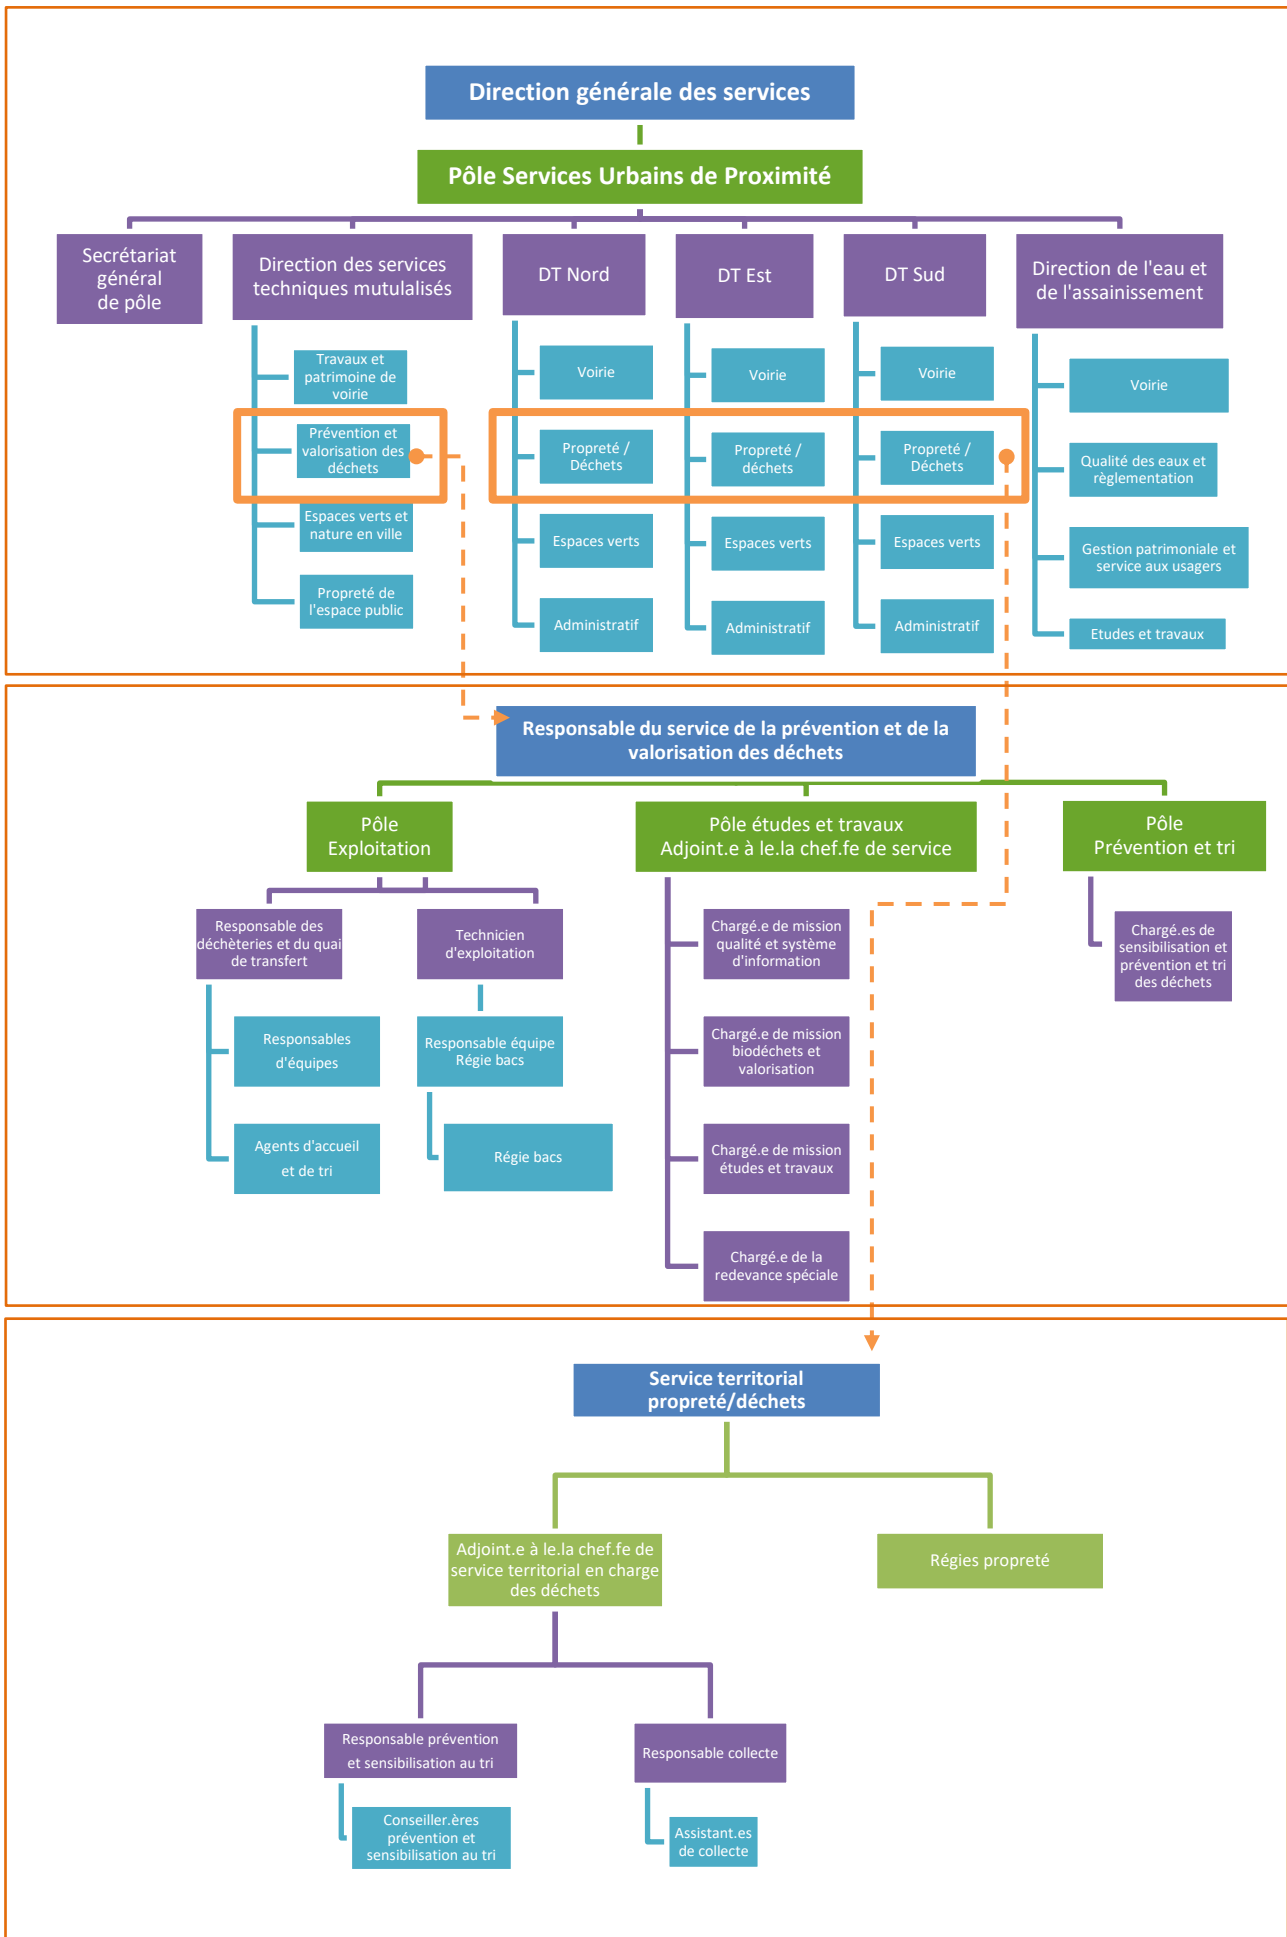 Direction générale des services
Pôle Services Urbains de Proximité
Secrétariat
général
de pôle
Direction des services
techniques mutulalisés
DT Nord
DT Est
DT Sud
Direction de l'eau et
de l'assainissement
Travaux et
patrimoine de
voirie
Prévention et
valorisation des
déchets
Espaces verts et
nature en ville
Propreté de
l'espace public
Voirie
Propreté /
Déchets
Espaces verts
Administratif
Voirie
Propreté /
déchets
Espaces verts
Administratif
Voirie
Propreté /
Déchets
Espaces verts
Administratif
Voirie
Qualité des eaux et
règlementation
Gestion patrimoniale et
service aux usagers
Etudes et travaux
Responsable du service de la prévention et de la
valorisation des déchets
Pôle
Exploitation
Pôle études et travaux
Adjoint.e à le.la chef.fe de service
Pôle
Prévention et tri
Responsable des
déchèteries et du quai
de transfert
Responsables
d'équipes
Agents d'accueil
et de tri
Technicien
d'exploitation
Responsable équipe
Régie bacs
Régie bacs
Chargé.e de mission
qualité et système
d'information
Chargé.e de mission
biodéchets et
valorisation
Chargé.e de mission
études et travaux
Chargé.e de la
redevance spéciale
Chargé.es de
sensibilisation et
prévention et tri
des déchets
Service territorial
propreté/déchets
Adjoint.e à le.la chef.fe de
service territorial en charge
des déchets
Régies propreté
Responsable prévention
et sensibilisation au tri
Conseiller.ères
prévention et
sensibilisation au tri
Responsable collecte
Assistant.es
de collecte